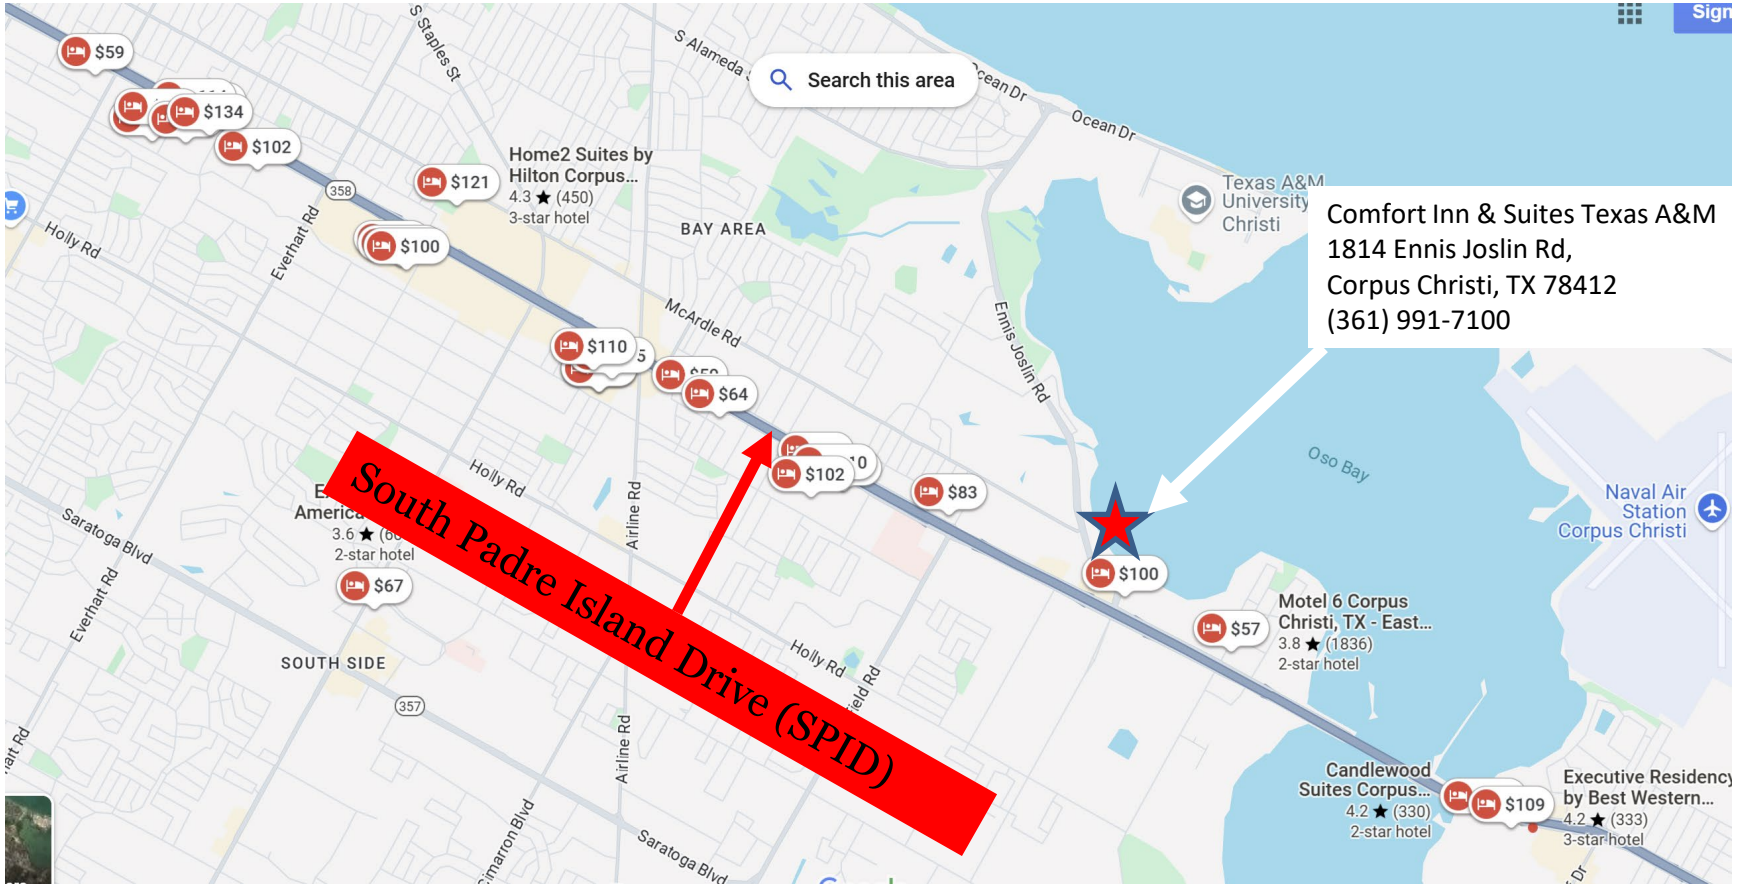 Sign
$59
S Staples St
S Alameda
Search this area
Ocean Dr
Ocean Dr
$134
$102
358
$121
Home2 Suites by
Hilton Corpus...
4.3 ★ (450)
3-star hotel
Texas A&M
University
Christi
Comfort Inn & Suites Texas A&M
1814 Ennis Joslin Rd,
Corpus Christi, TX 78412
(361) 991-7100
Holly Rd
Everhart Rd
$100
BAY AREA
McArdle Rd
Ennis Joslin Rd
$110
5
$59
$64
10
$102
$83
Oso Bay
Naval Air
Station
Corpus Christi
Holly Rd
Airline Rd
South Padre Island Drive (SPID)
Saratoga Blvd
America
3.6 ★
2-star hotel
$67
Everhart Rd
$100
$57
Motel 6 Corpus
Christi, TX - East...
3.8 ★ (1836)
2-star hotel
SOUTH SIDE
357
Holly Rd
field Rd
Airline Rd
Candlewood
Suites Corpus...
4.2 ★ (330)
2-star hotel
$109
Executive Residency
by Best Western...
4.2 ★ (333)
3-star hotel
Cimarron Blvd
Saratoga Blvd
Dr